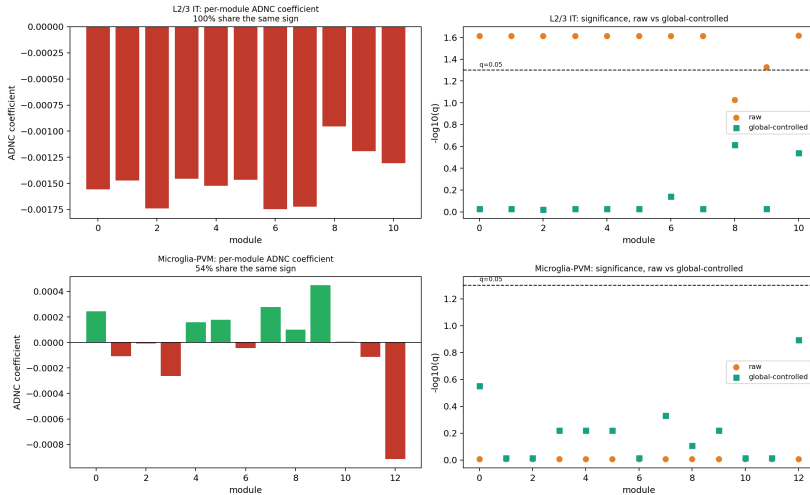 L2/3 IT: per-module ADNC coefficient
100% share the same sign
0.00000
−0.00025
−0.00050
−0.00075
−0.00100
−0.00125
−0.00150
−0.00175
ADNC coefficient
0 2 4 6 8 10
module
L2/3 IT: significance, raw vs global-controlled
1.6
1.4
1.2
1.0
0.8
0.6
0.4
0.2
0.0
-log10(q)
q=0.05
raw
global-controlled
0 2 4 6 8 10
module
Microglia-PVM: per-module ADNC coefficient
54% share the same sign
0.0004
0.0002
0.0000
−0.0002
−0.0004
−0.0006
−0.0008
ADNC coefficient
0 2 4 6 8 10 12
module
Microglia-PVM: significance, raw vs global-controlled
q=0.05
1.2
1.0
0.8
0.6
0.4
0.2
0.0
-log10(q)
raw
global-controlled
0 2 4 6 8 10 12
module